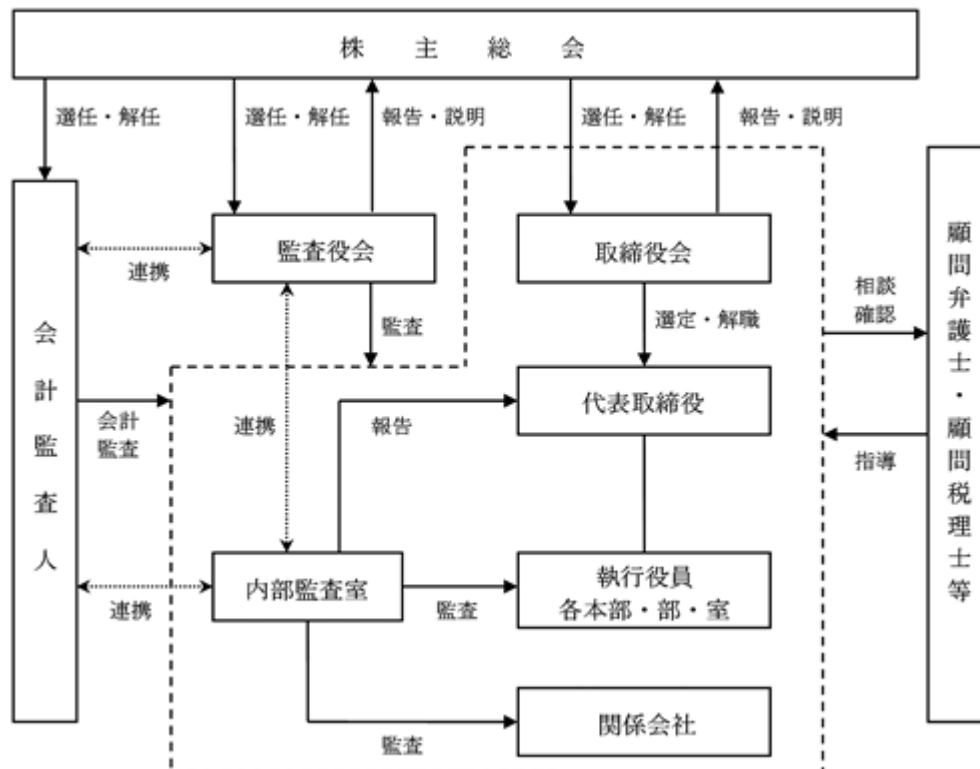 株主総会
選任・解任
選任・解任
報告・説明
選任・解任
報告・説明
監査役会
取締役会
連携
監査
選定・解職
相談
確認
会計監査人
顧問弁護士・顧問税理士等
代表取締役
会計
監査
連携
報告
指導
内部監査室
執行役員
各本部・部・室
連携
監査
関係会社
監査